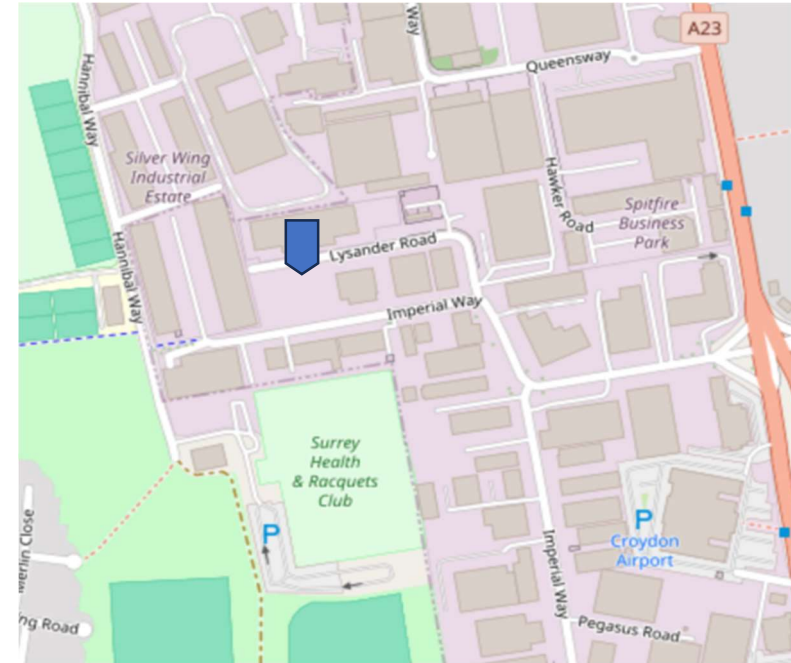 Way
A23
Hannibal Way
Queensway
Silver Wing
Industrial
Estate
Hawker Road
Spitfire
Business
Park
Hannibal Way
Lysander Road
Imperial Way
Surrey
Health
& Racquets
Club
P
P
Croydon
Airport
Merlin Close
Imperial Way
ng Road
Pegasus Road